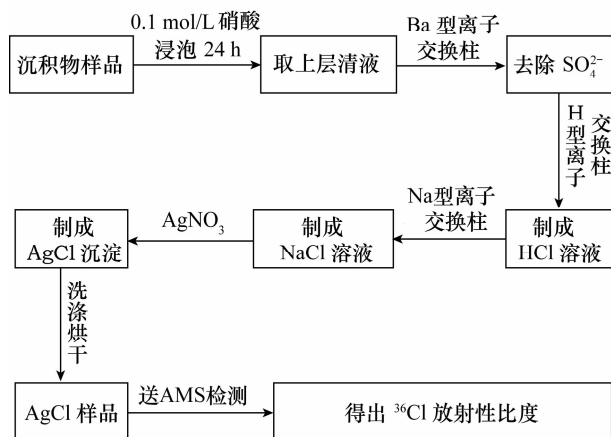 沉积物样品
0.1 mol/L 硝酸
浸泡 24 h
取上层清液
Ba 型离子
交换柱
去除 SO₄²⁻
H型离子
交换柱
制成
HCl 溶液
Na型离子
交换柱
制成
NaCl 溶液
AgNO₃
制成
AgCl 沉淀
洗涤烘干
AgCl 样品
送AMS检测
得出 ³⁶Cl 放射性比度